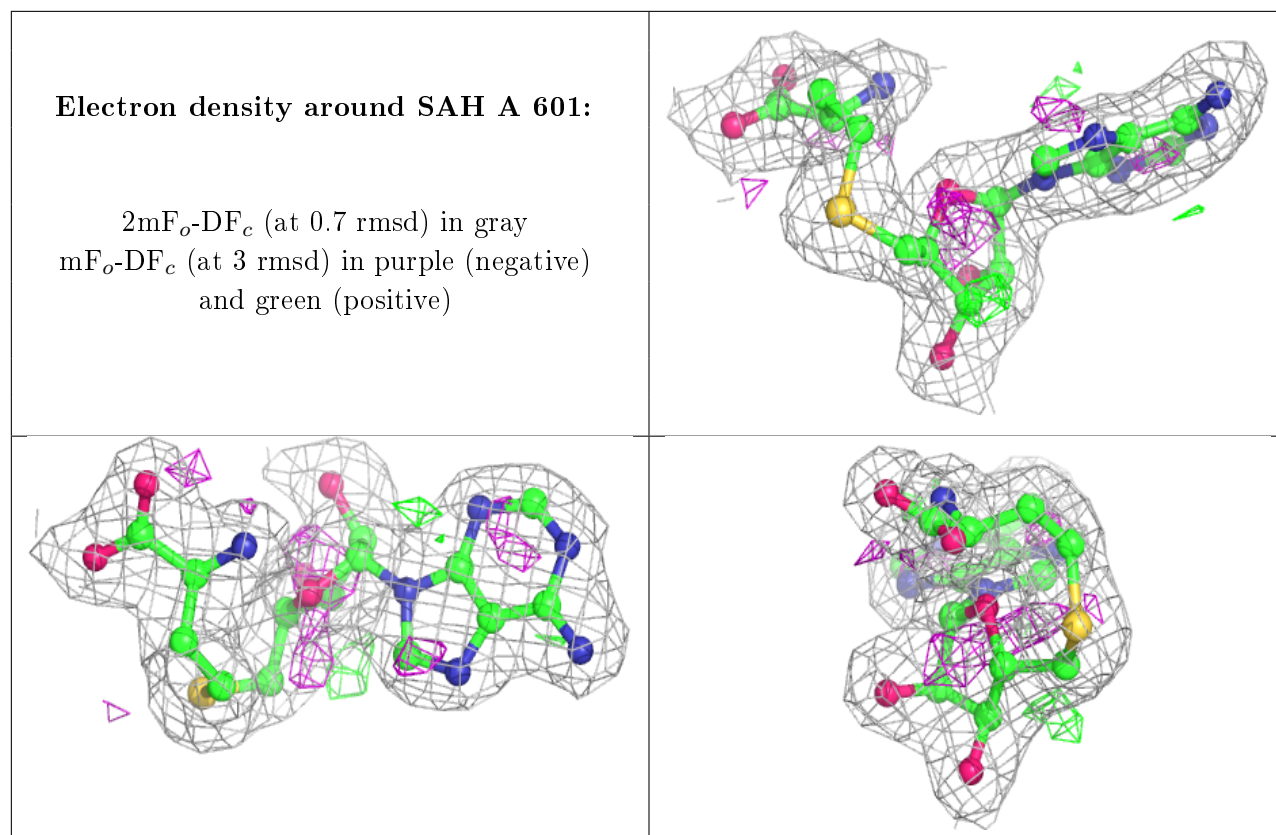 Electron density around SAH A 601:
2mFo-DFc (at 0.7 rmsd) in gray
mFo-DFc (at 3 rmsd) in purple (negative)
and green (positive)